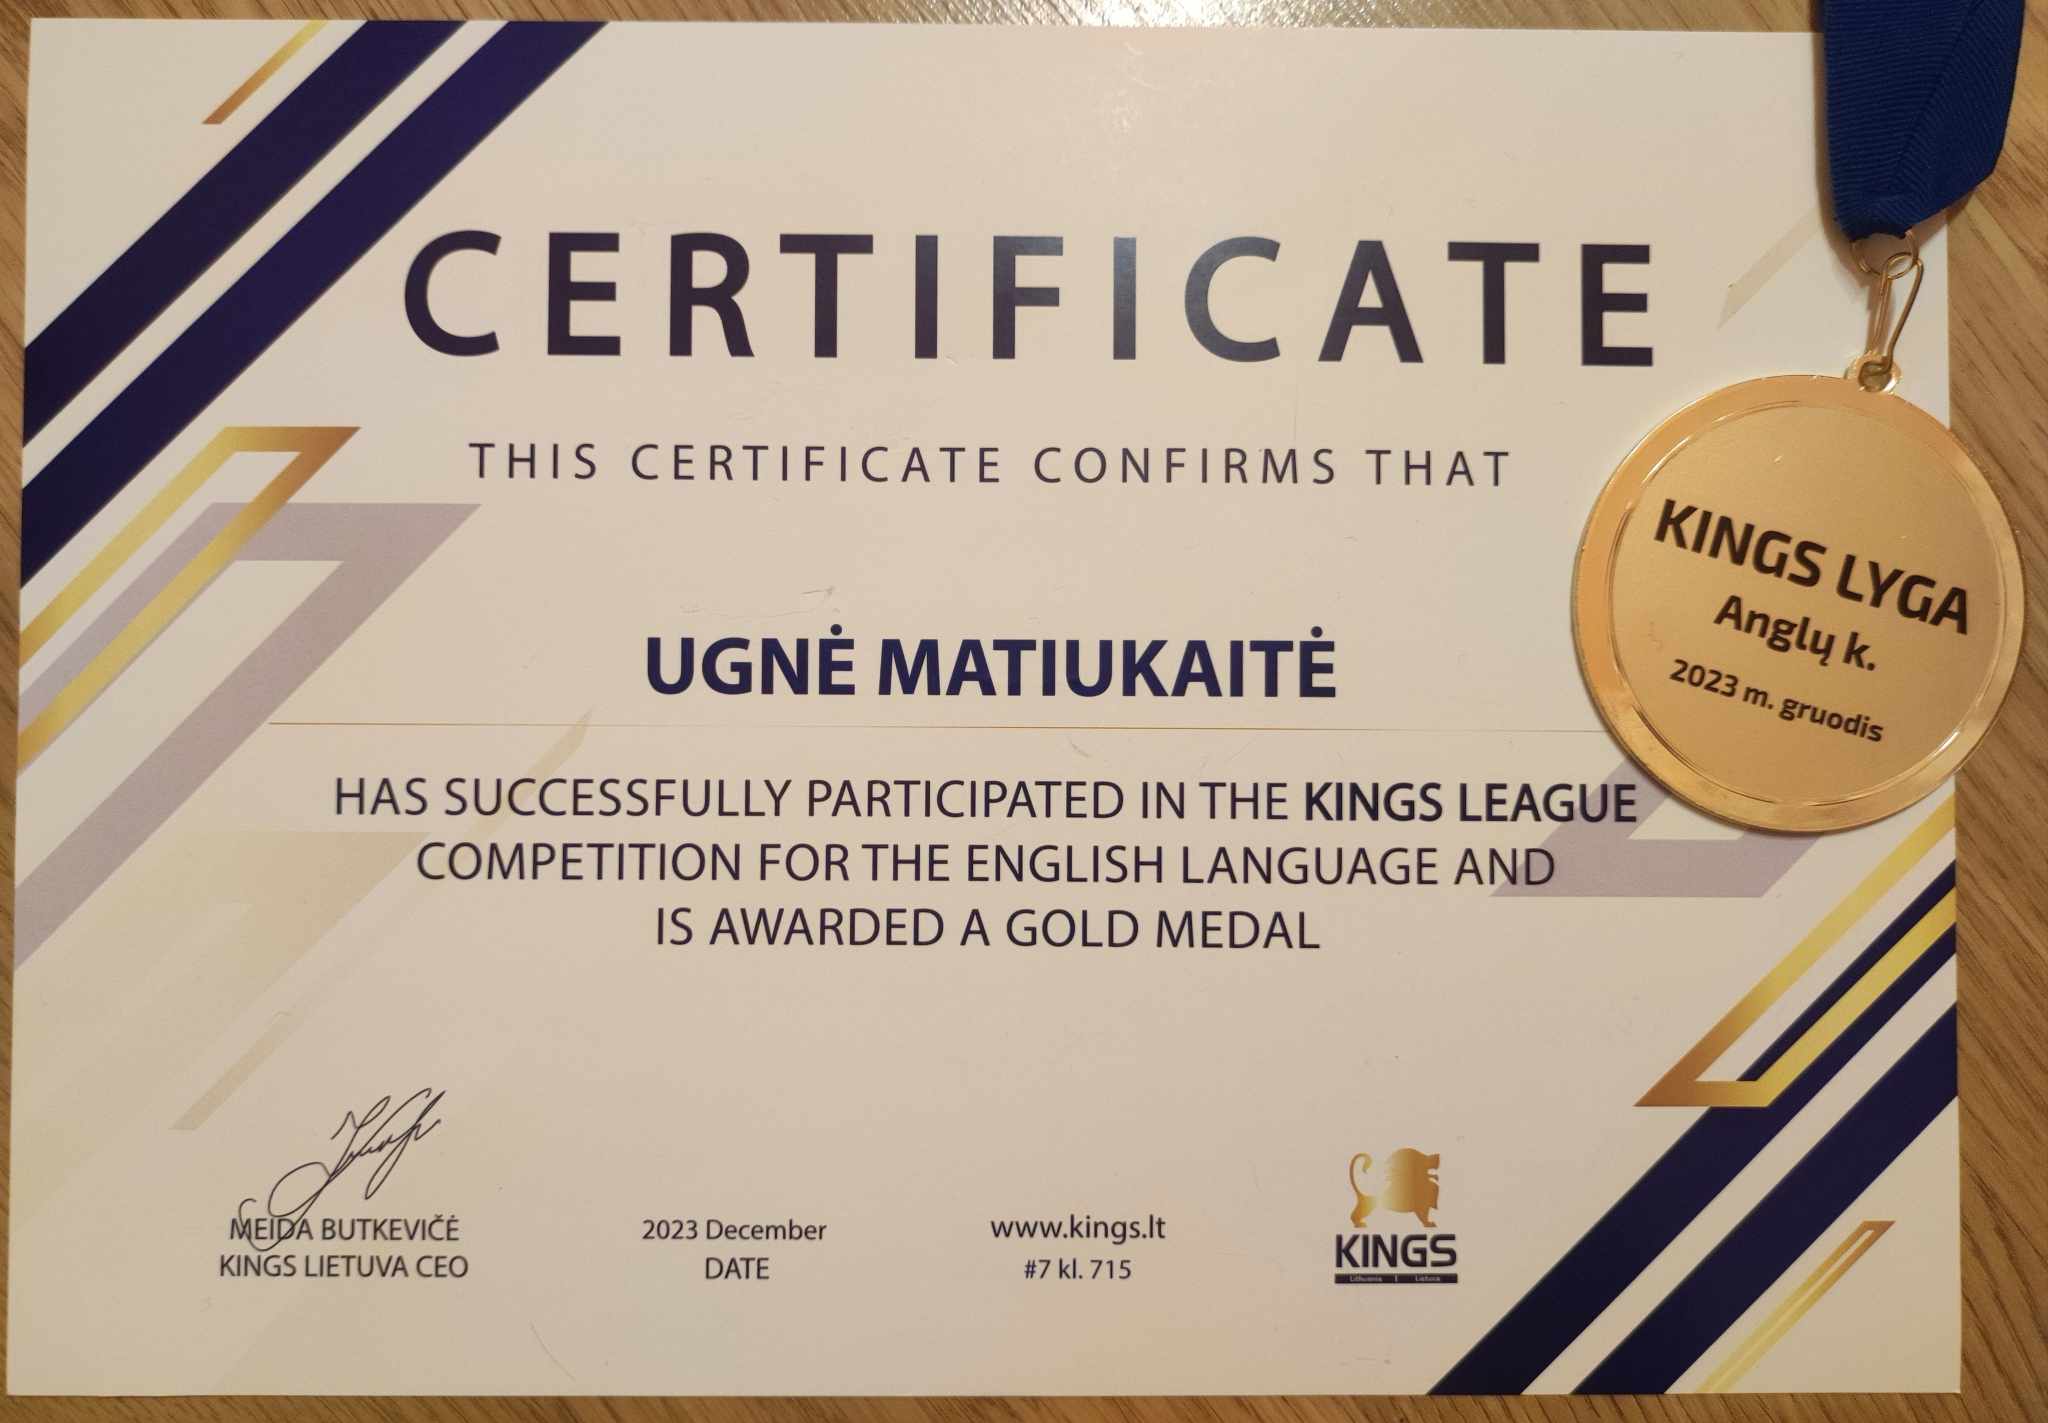 CERTIFICATE
THIS CERTIFICATE CONFIRMS THAT
UGNĖ MATIUKAITĖ
HAS SUCCESSFULLY PARTICIPATED IN THE KINGS LEAGUE
COMPETITION FOR THE ENGLISH LANGUAGE AND
IS AWARDED A GOLD MEDAL
KINGS LYGA
Anglų k.
2023 m. gruodis
MEIDA BUTKEVIČĖ
KINGS LIETUVA CEO
2023 December
DATE
www.kings.lt
#7 kl. 715
KINGS
Lithuania | Lietuva